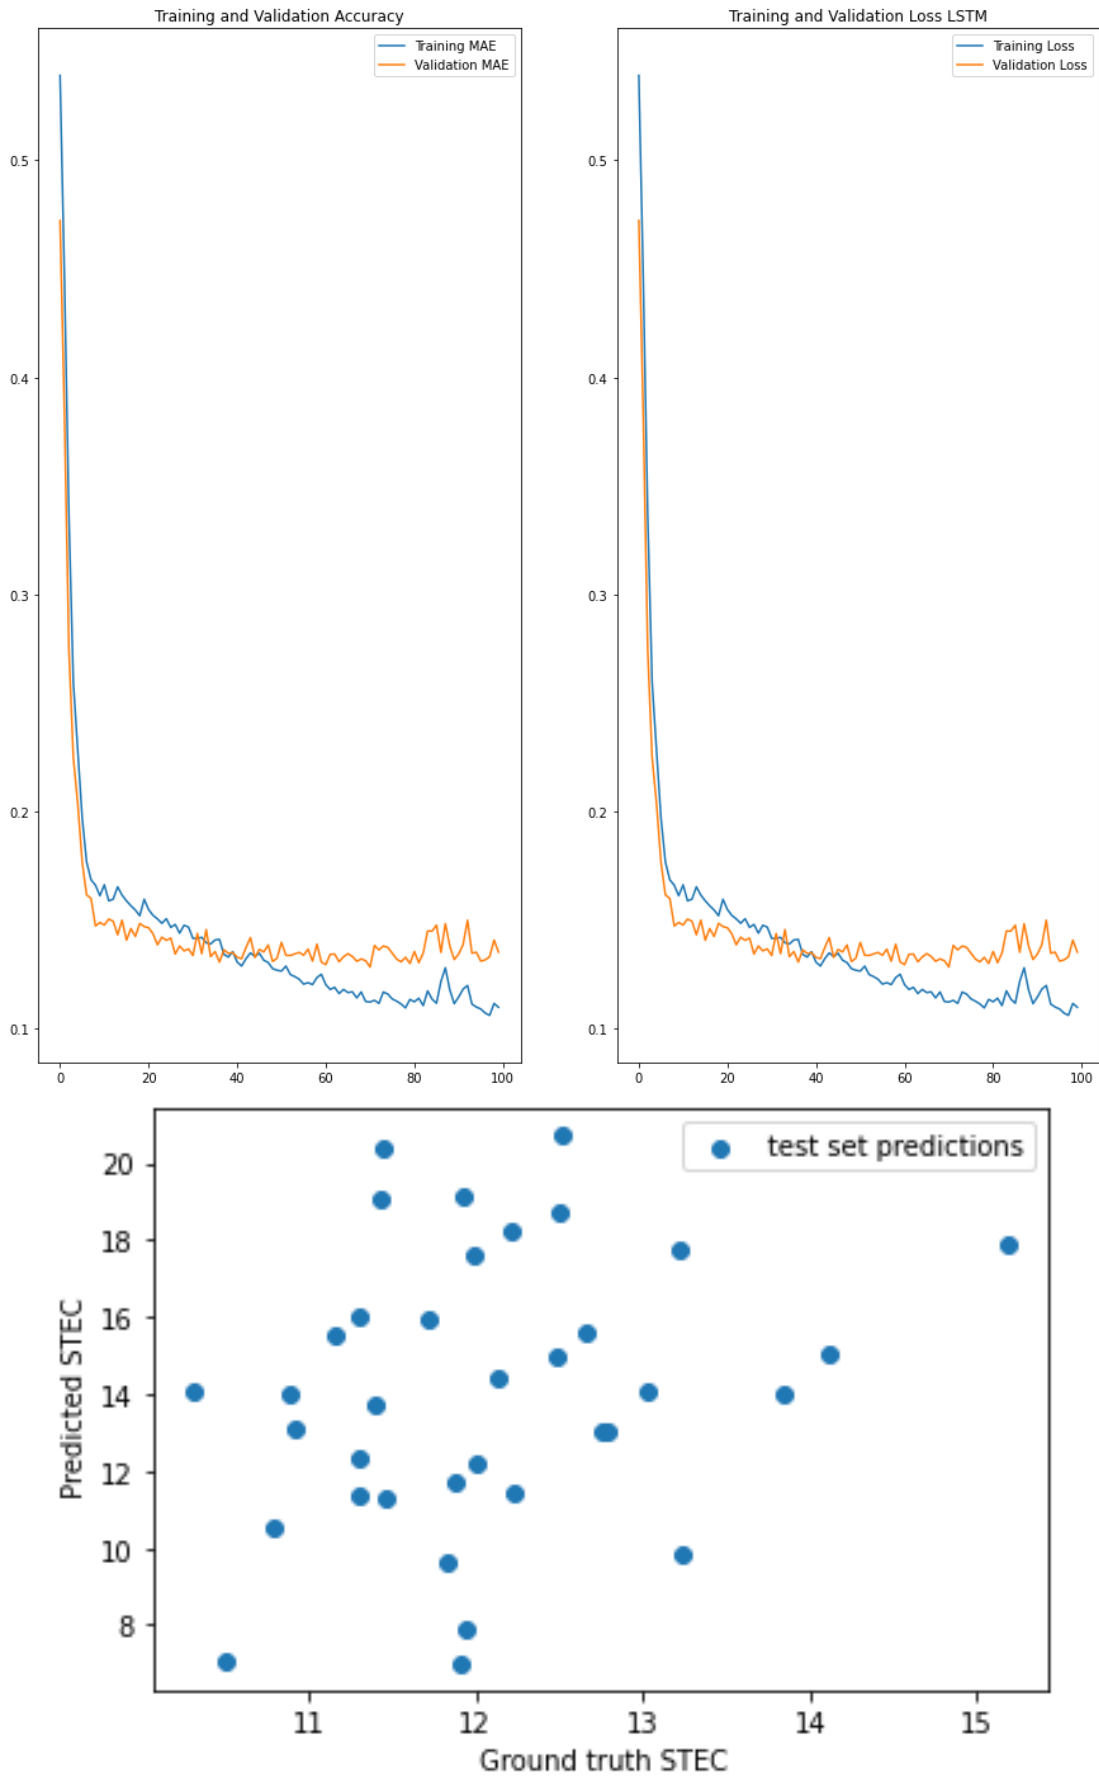 Training and Validation Accuracy
Training MAE
Validation MAE
0.5
0.4
0.3
0.2
0.1
0 20 40 60 80 100
Training and Validation Loss LSTM
Training Loss
Validation Loss
0.5
0.4
0.3
0.2
0.1
0 20 40 60 80 100
test set predictions
Predicted STEC
20
18
16
14
12
10
8
11 12 13 14 15
Ground truth STEC